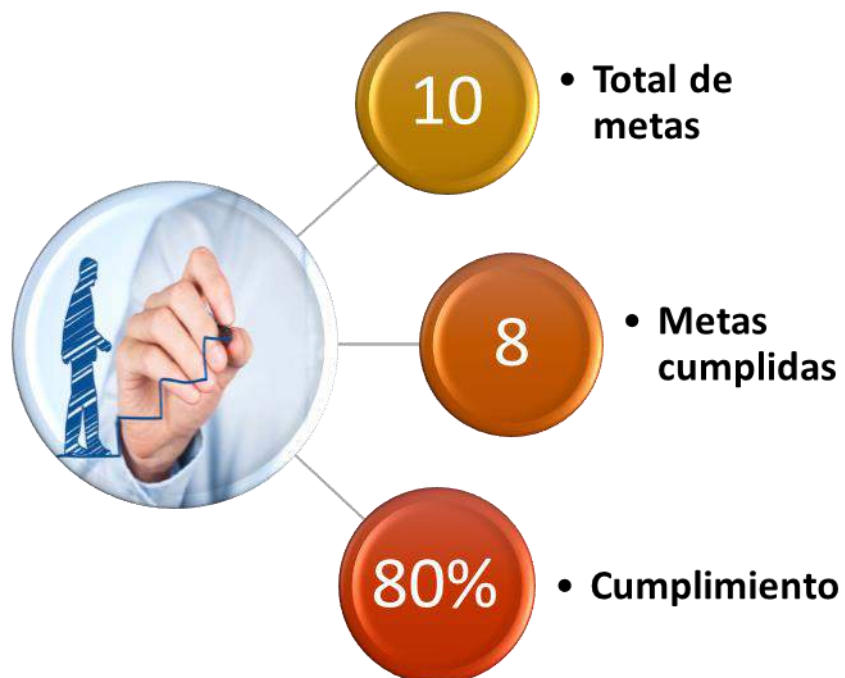 10
• Total de
metas
8
• Metas
cumplidas
80%
• Cumplimiento